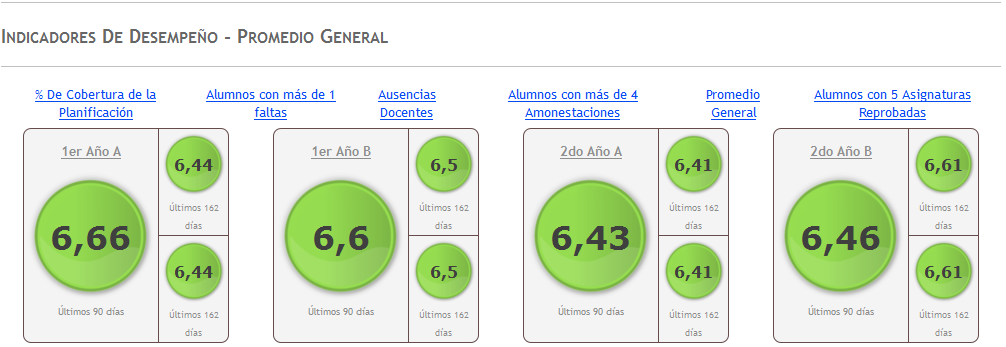 INDICADORES DE DESEMPEÑO - PROMEDIO GENERAL
% De Cobertura de la
Planificación
Alumnos con más de 1
faltas
Ausencias
Docentes
Alumnos con más de 4
Amonestaciones
Promedio
General
Alumnos con 5 Asignaturas
Reprobadas
1er Año A
6,66
Últimos 90 días
6,44
Últimos 162
días
6,44
Últimos 162
días
1er Año B
6,6
Últimos 90 días
6,5
Últimos 162
días
6,5
Últimos 162
días
2do Año A
6,43
Últimos 90 días
6,41
Últimos 162
días
6,41
Últimos 162
días
2do Año B
6,46
Últimos 90 días
6,61
Últimos 162
días
6,61
Últimos 162
días